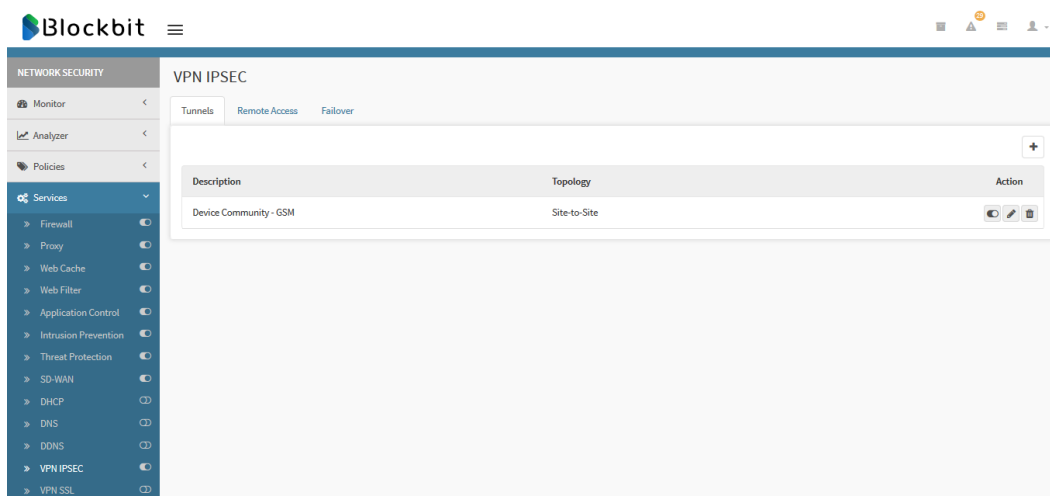 Blockbit
29
NETWORK SECURITY
Monitor
Analyzer
Policies
Services
Firewall
Proxy
Web Cache
Web Filter
Application Control
Intrusion Prevention
Threat Protection
SD-WAN
DHCP
DNS
DDNS
VPN IPSEC
VPN SSL
VPN IPSEC
Tunnels Remote Access Failover
Description Topology Action
Device Community - GSM Site-to-Site